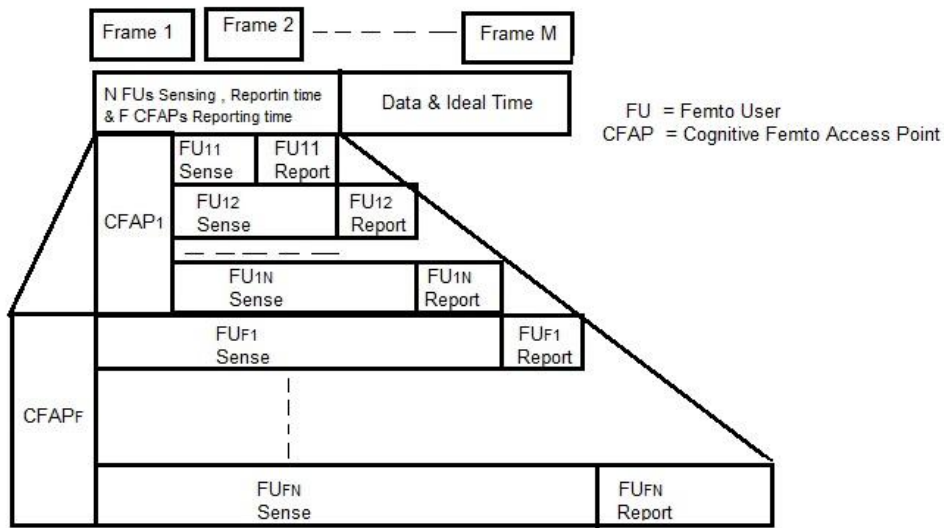 Frame 1
Frame 2
Frame M
N FUs Sensing , Reportin time
& F CFAPs Reporting time
Data & Ideal Time
FU = Femto User
CFAP = Cognitive Femto Access Point
CFAP1
FU11
Sense
FU11
Report
FU12
Sense
FU12
Report
FU1N
Sense
FU1N
Report
CFAPF
FUF1
Sense
FUF1
Report
FUFN
Sense
FUFN
Report